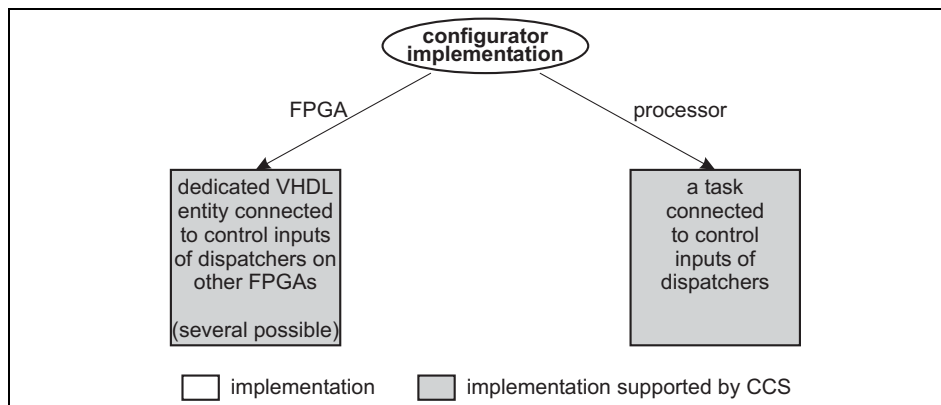 configurator
implementation
FPGA
processor
dedicated VHDL
entity connected
to control inputs
of dispatchers on
other FPGAs
(several possible)
a task
connected
to control
inputs of
dispatchers
implementation
implementation supported by CCS